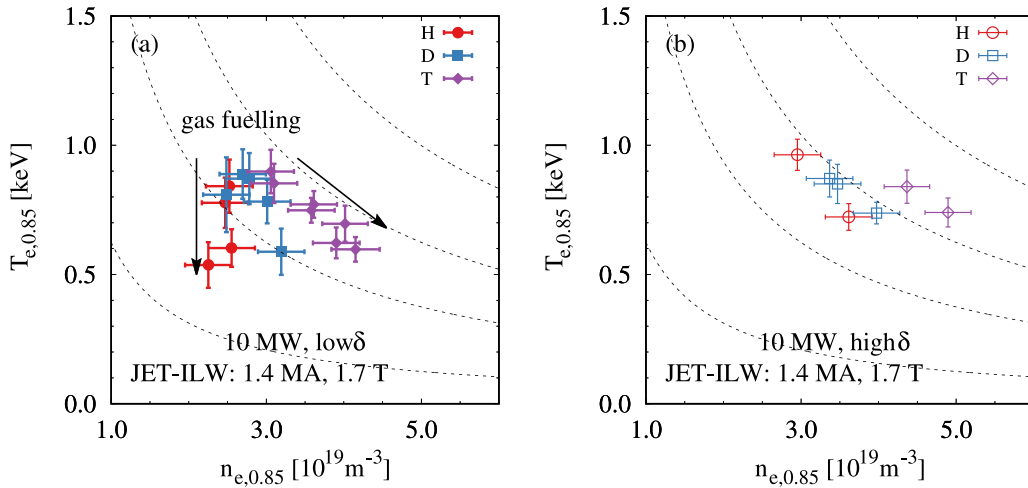 (a)
H
D
T
gas fuelling
10 MW, lowδ
JET-ILW: 1.4 MA, 1.7 T
1.5
1.0
0.5
0.0
T_e,0.85 [keV]
1.0 3.0 5.0
n_e,0.85 [10^19 m^-3]
(b)
H
D
T
10 MW, highδ
JET-ILW: 1.4 MA, 1.7 T
1.5
1.0
0.5
0.0
T_e,0.85 [keV]
1.0 3.0 5.0
n_e,0.85 [10^19 m^-3]